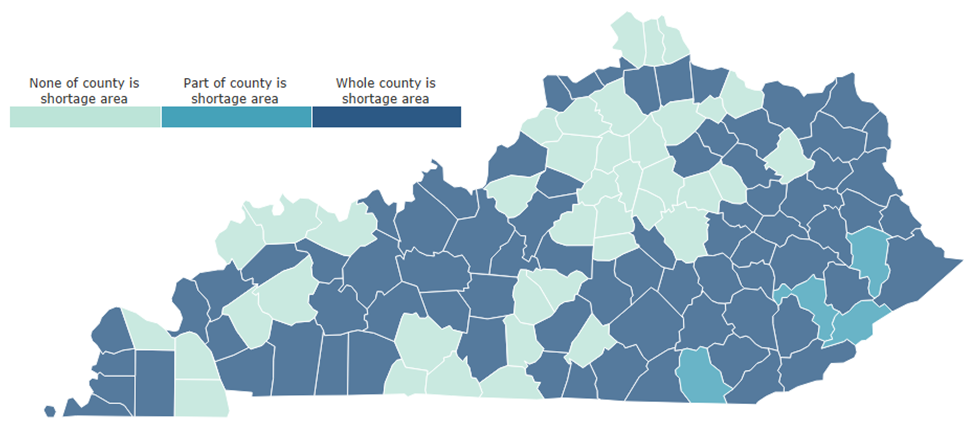 None of county is
shortage area
Part of county is
shortage area
Whole county is
shortage area